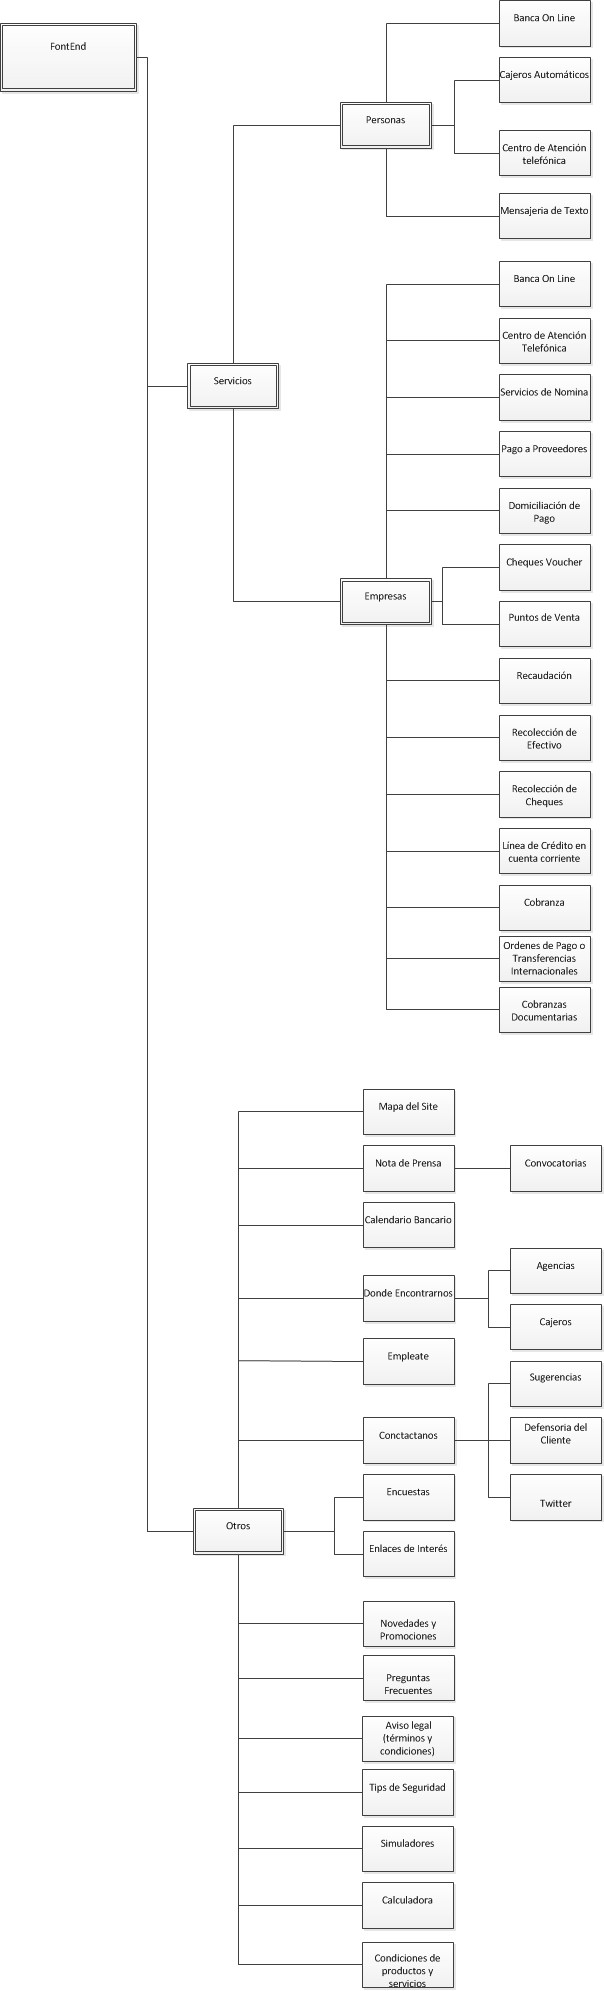 FontEnd
Banca On Line
Cajeros Automáticos
Personas
Centro de Atención
telefónica
Mensajeria de Texto
Banca On Line
Centro de Atención
Telefónica
Servicios
Servicios de Nomina
Pago a Proveedores
Domiciliación de
Pago
Cheques Voucher
Empresas
Puntos de Venta
Recaudación
Recolección de
Efectivo
Recolección de
Cheques
Línea de Crédito en
cuenta corriente
Cobranza
Ordenes de Pago o
Transferencias
Internacionales
Cobranzas
Documentarias
Mapa del Site
Nota de Prensa
Convocatorias
Calendario Bancario
Agencias
Donde Encontrarnos
Cajeros
Empleate
Sugerencias
Conctactanos
Defensoria del
Cliente
Encuestas
Twitter
Otros
Enlaces de Interés
Novedades y
Promociones
Preguntas
Frecuentes
Aviso legal
(términos y
condiciones)
Tips de Seguridad
Simuladores
Calculadora
Condiciones de
productos y
servicios